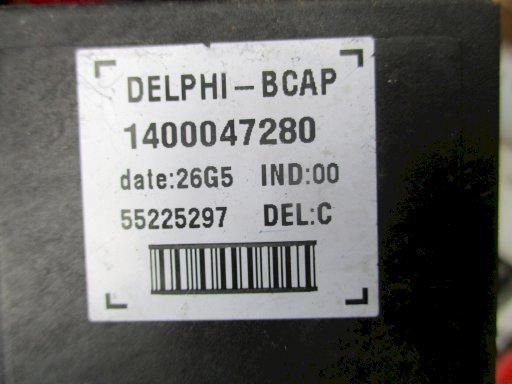 DELPHI-BCAP
1400047280
date:26G5 IND:00
55225297 DEL:C